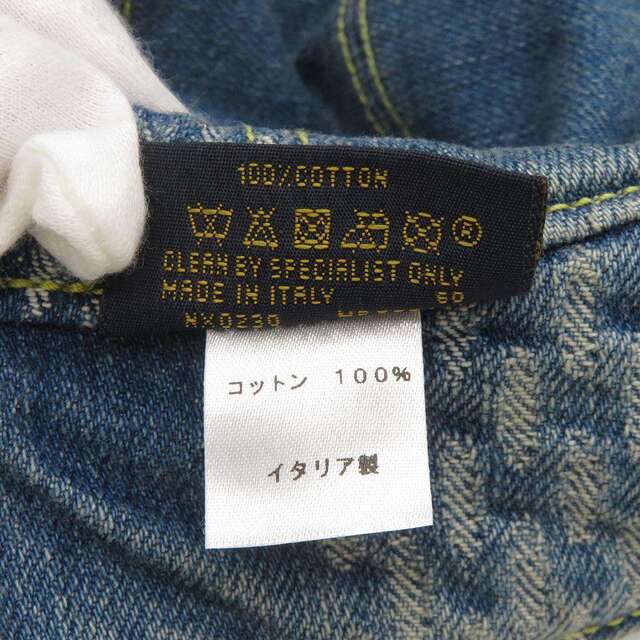 100%COTTON
CLEAN BY SPECIALIST ONLY
MADE IN ITALY 60
コットン 100%
イタリア製